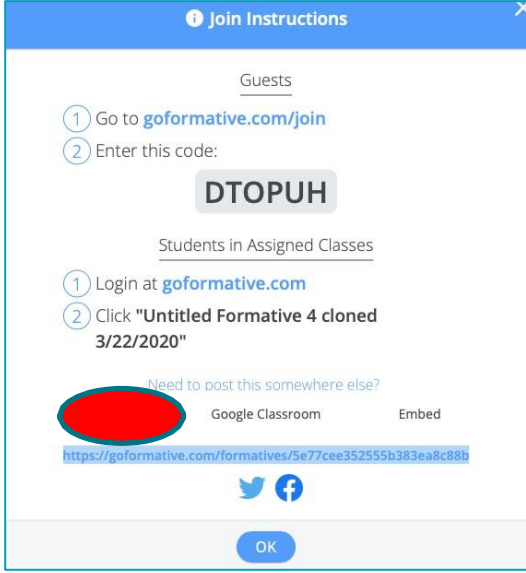 Join Instructions
Guests
1 Go to goformative.com/join
2 Enter this code:
DTOPUH
Students in Assigned Classes
1 Login at goformative.com
2 Click "Untitled Formative 4 cloned
3/22/2020"
Need to post this somewhere else?
Google Classroom Embed
https://goformative.com/formatives/5e77cee352555b383ea8c88b
OK